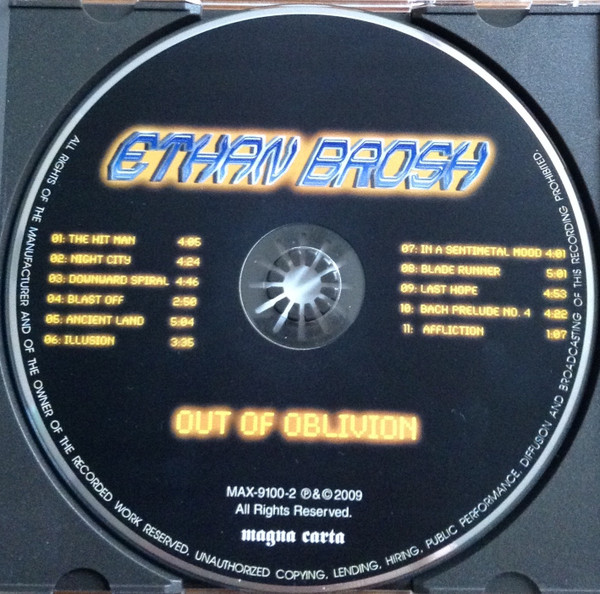 ETHAN BROSH
01: THE HIT MAN 4:05
02: NIGHT CITY 4:24
03: DOWNWARD SPIRAL 4:46
04: BLAST OFF 2:50
05: ANCIENT LAND 5:04
06: ILLUSION 3:35
07: IN A SENTIMETAL MOOD 4:01
08: BLADE RUNNER 5:01
09: LAST HOPE 4:53
10: BACH PRELUDE NO. 4 4:22
11: AFFLICTION 1:07
OUT OF OBLIVION
MAX-9100-2 ℗&©2009
All Rights Reserved.
magna carta
ALL RIGHTS OF THE MANUFACTURER AND OF THE OWNER OF THE RECORDED WORK RESERVED. UNAUTHORIZED COPYING, LENDING, HIRING, PUBLIC PERFORMANCE, DIFFUSION AND BROADCASTING OF THIS RECORDING PROHIBITED.